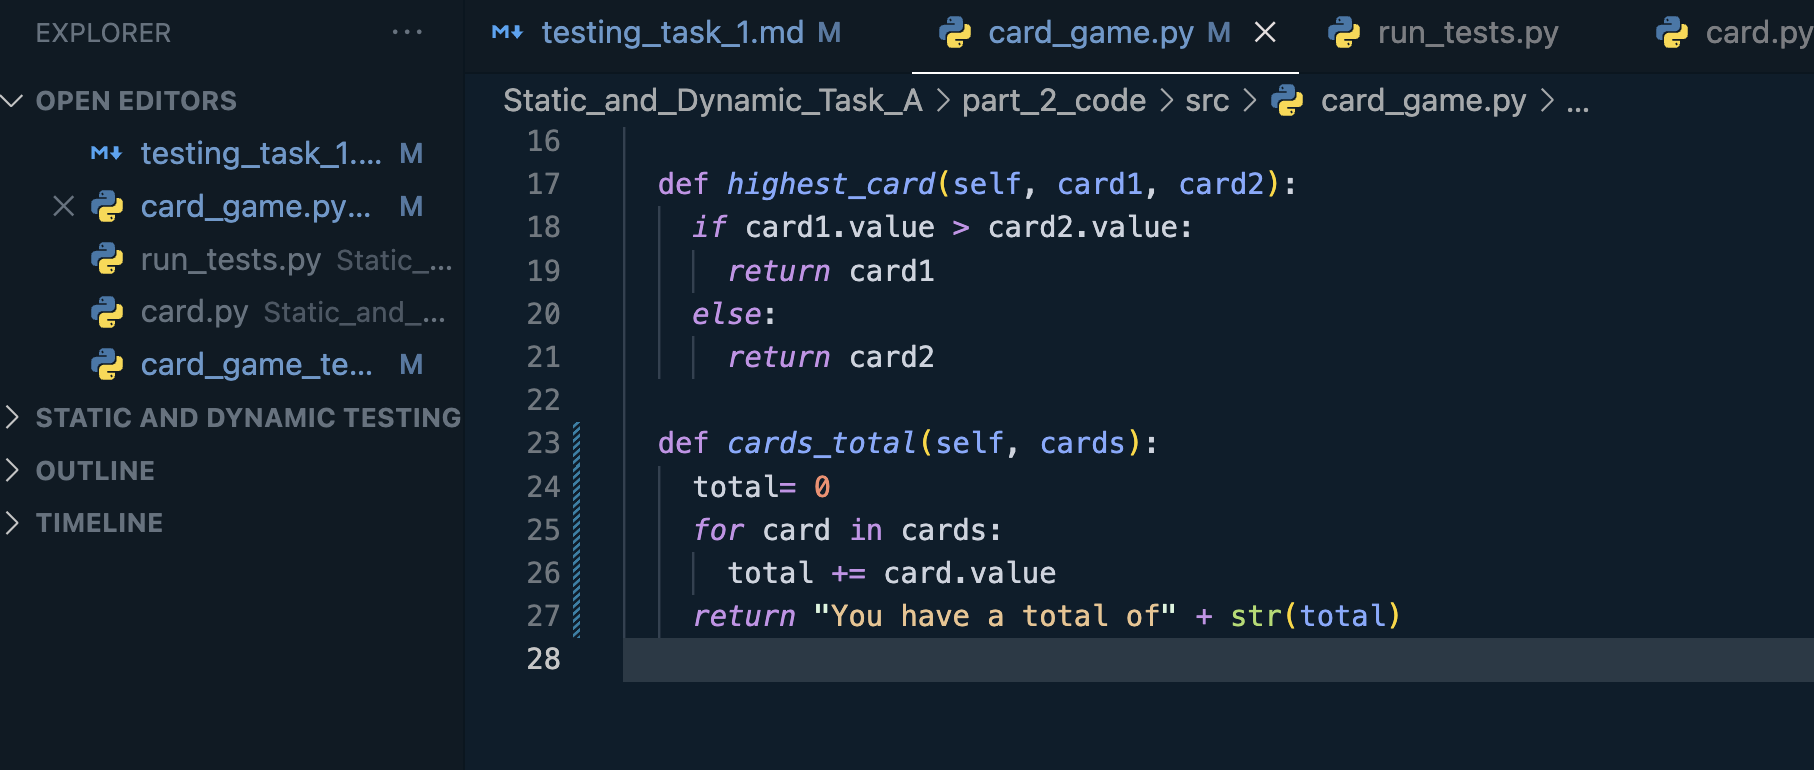 EXPLORER ...
OPEN EDITORS
testing_task_1.... M
card_game.py... M
run_tests.py Static_...
card.py Static_and_...
card_game_te... M
STATIC AND DYNAMIC TESTING
OUTLINE
TIMELINE
testing_task_1.md M card_game.py M run_tests.py card.py
Static_and_Dynamic_Task_A > part_2_code > src > card_game.py > ...
16
17 def highest_card(self, card1, card2):
18 if card1.value > card2.value:
19 return card1
20 else:
21 return card2
22
23 def cards_total(self, cards):
24 total= 0
25 for card in cards:
26 total += card.value
27 return "You have a total of" + str(total)
28